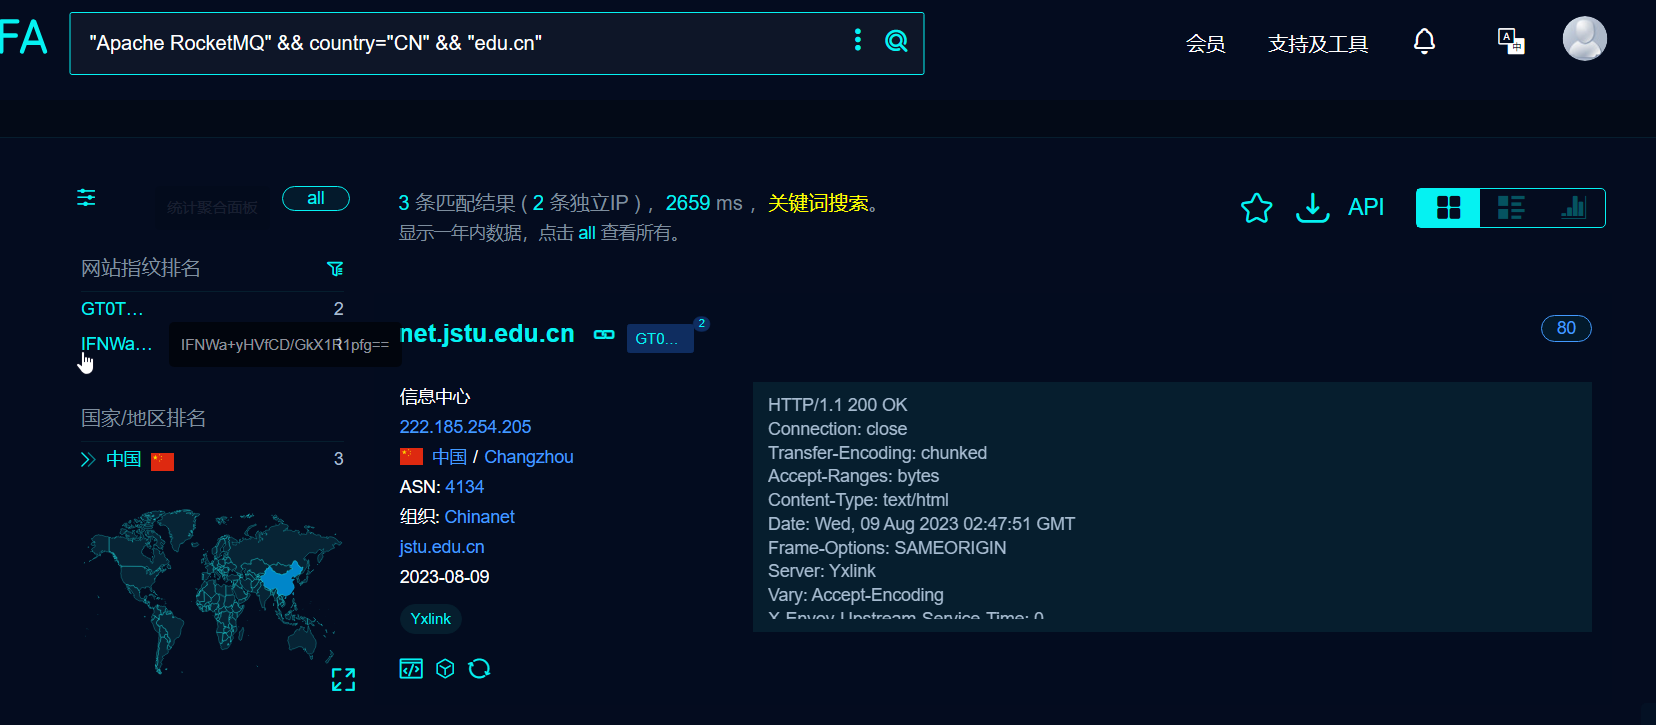 FA
"Apache RocketMQ" && country="CN" && "edu.cn"
会员
支持及工具
A
中
统计聚合面板
all
3 条匹配结果 ( 2 条独立IP ) ，2659 ms ，关键词搜索。
显示一年内数据，点击 all 查看所有。
API
网站指纹排名
GT0T... 2
IFNWa...
IFNWa+yHVfCD/GkX1R1pfg==
国家/地区排名
中国 3
net.jstu.edu.cn
GT0...
2
80
信息中心
222.185.254.205
中国 / Changzhou
ASN: 4134
组织: Chinanet
jstu.edu.cn
2023-08-09
Yxlink
HTTP/1.1 200 OK
Connection: close
Transfer-Encoding: chunked
Accept-Ranges: bytes
Content-Type: text/html
Date: Wed, 09 Aug 2023 02:47:51 GMT
Frame-Options: SAMEORIGIN
Server: Yxlink
Vary: Accept-Encoding
X-Envoy-Upstream-Service-Time: 0